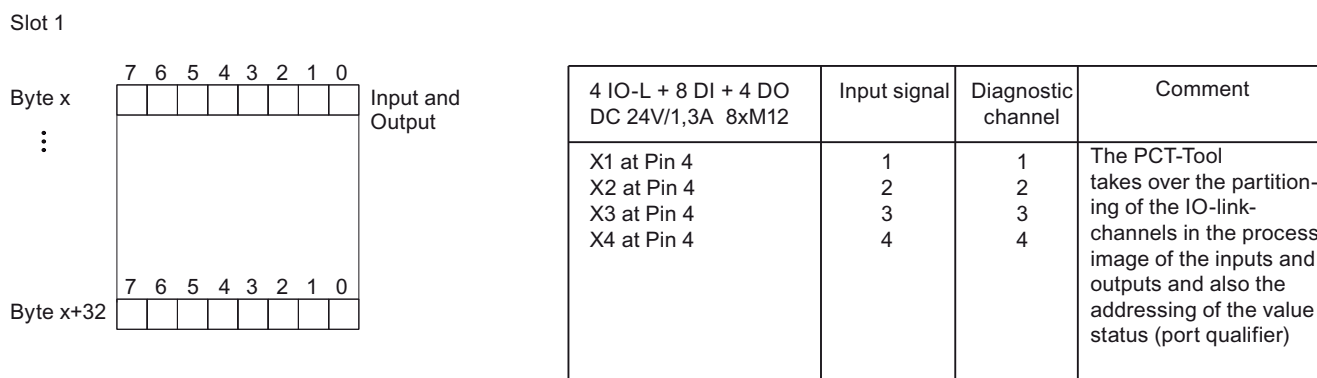 Slot 1
7 6 5 4 3 2 1 0
Byte x
Input and
Output
⋮
7 6 5 4 3 2 1 0
Byte x+32
4 IO-L + 8 DI + 4 DO
DC 24V/1,3A 8xM12
Input signal
Diagnostic
channel
Comment
X1 at Pin 4 1 1
X2 at Pin 4 2 2
X3 at Pin 4 3 3
X4 at Pin 4 4 4
The PCT-Tool
takes over the partition-
ing of the IO-link-
channels in the process
image of the inputs and
outputs and also the
addressing of the value
status (port qualifier)